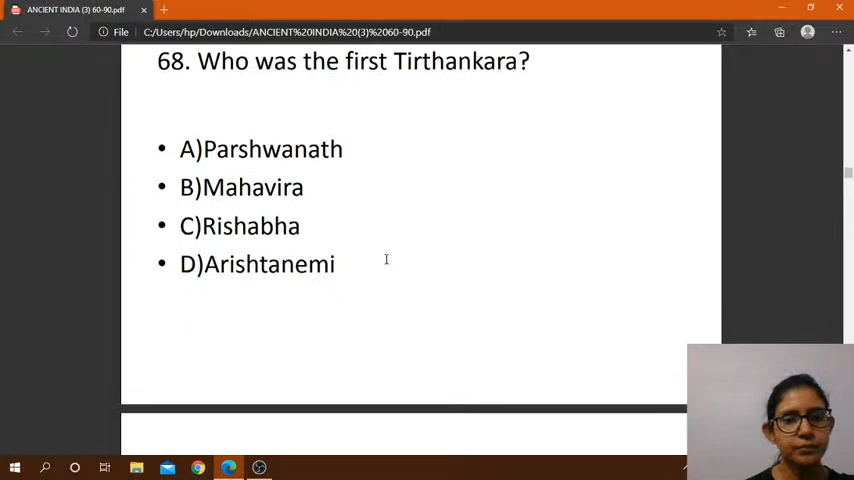 ANCIENT INDIA (3) 60-90.pdf
File
C:/Users/hp/Downloads/ANCIENT%20INDIA%20(3)%2060-90.pdf
68. Who was the first Tirthankara?
• A)Parshwanath
• B)Mahavira
• C)Rishabha
• D)Arishtanemi